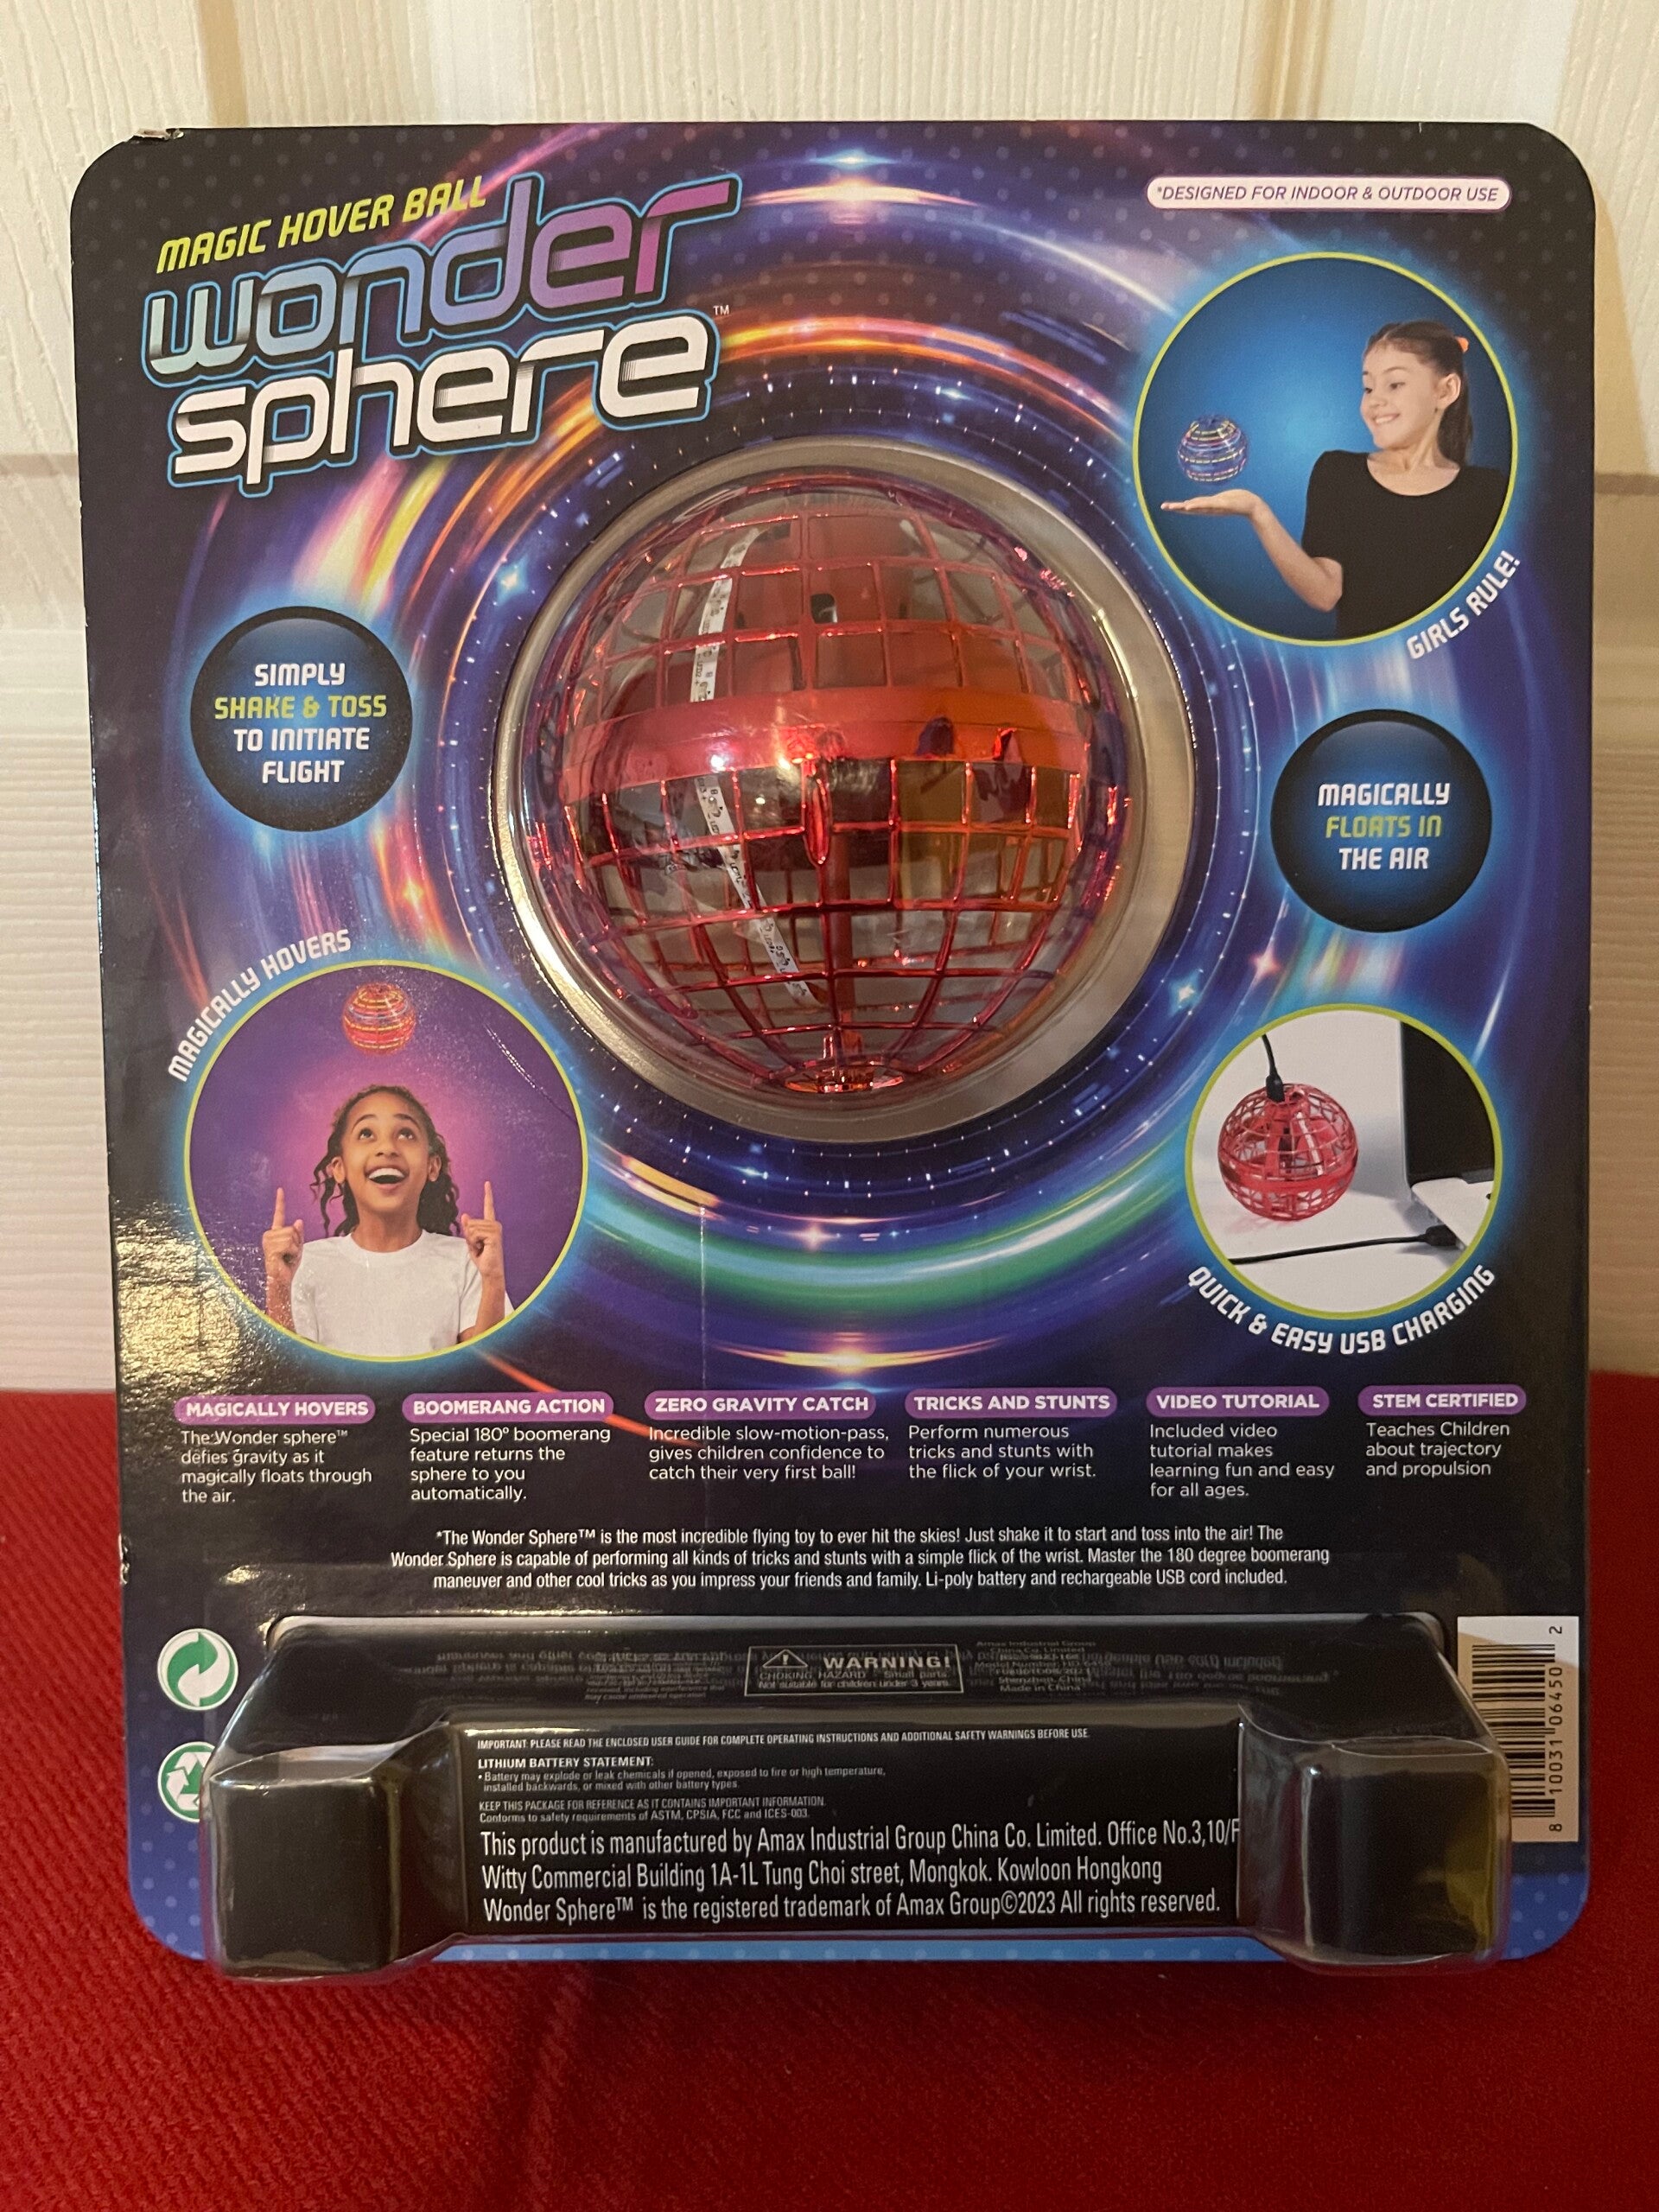 MAGIC HOVER BALL
wonder
sphere™
*DESIGNED FOR INDOOR & OUTDOOR USE
GIRLS RULE!
SIMPLY
SHAKE & TOSS
TO INITIATE
FLIGHT
MAGICALLY
FLOATS IN
THE AIR
MAGICALLY HOVERS
QUICK & EASY USB CHARGING
MAGICALLY HOVERS
The Wonder sphere™
defies gravity as it
magically floats through
the air.
BOOMERANG ACTION
Special 180° boomerang
feature returns the
sphere to you
automatically.
ZERO GRAVITY CATCH
Incredible slow-motion-pass,
gives children confidence to
catch their very first ball!
TRICKS AND STUNTS
Perform numerous
tricks and stunts with
the flick of your wrist.
VIDEO TUTORIAL
Included video
tutorial makes
learning fun and easy
for all ages.
STEM CERTIFIED
Teaches Children
about trajectory
and propulsion
*The Wonder Sphere™ is the most incredible flying toy to ever hit the skies! Just shake it to start and toss into the air! The
Wonder Sphere is capable of performing all kinds of tricks and stunts with a simple flick of the wrist. Master the 180 degree boomerang
maneuver and other cool tricks as you impress your friends and family. Li-poly battery and rechargeable USB cord included.
WARNING!
CHOKING HAZARD - Small parts.
Not suitable for children under 3 years.
Amax Industrial Group
China Co. Limited
Made in China
IMPORTANT: PLEASE READ THE ENCLOSED USER GUIDE FOR COMPLETE OPERATING INSTRUCTIONS AND ADDITIONAL SAFETY WARNINGS BEFORE USE.
LITHIUM BATTERY STATEMENT:
• Battery may explode or leak chemicals if opened, exposed to fire or high temperature,
installed backwards, or mixed with other battery types.
KEEP THIS PACKAGE FOR REFERENCE AS IT CONTAINS IMPORTANT INFORMATION.
Conforms to safety requirements of ASTM, CPSIA, FCC and ICES-003.
This product is manufactured by Amax Industrial Group China Co. Limited. Office No.3,10/F
Witty Commercial Building 1A-1L Tung Choi street, Mongkok. Kowloon Hongkong
Wonder Sphere™ is the registered trademark of Amax Group©2023 All rights reserved.
8 10031 06450 2